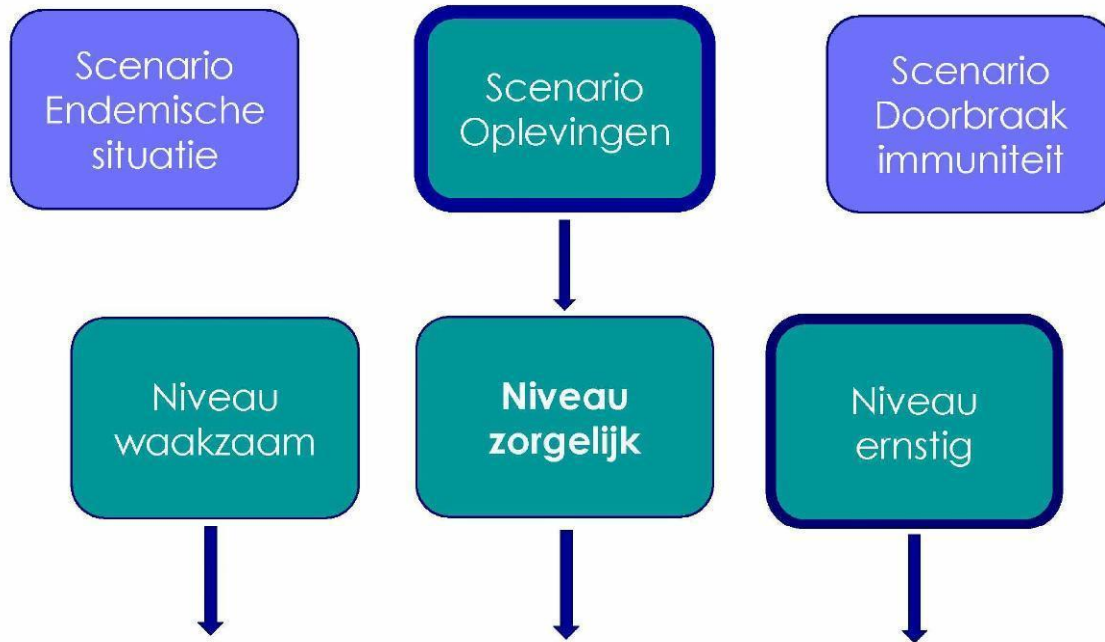 Scenario
Endemische
situatie
Scenario
Oplevingen
Scenario
Doorbraak
immuniteit
Niveau
waakzaam
Niveau
zorgelijk
Niveau
ernstig